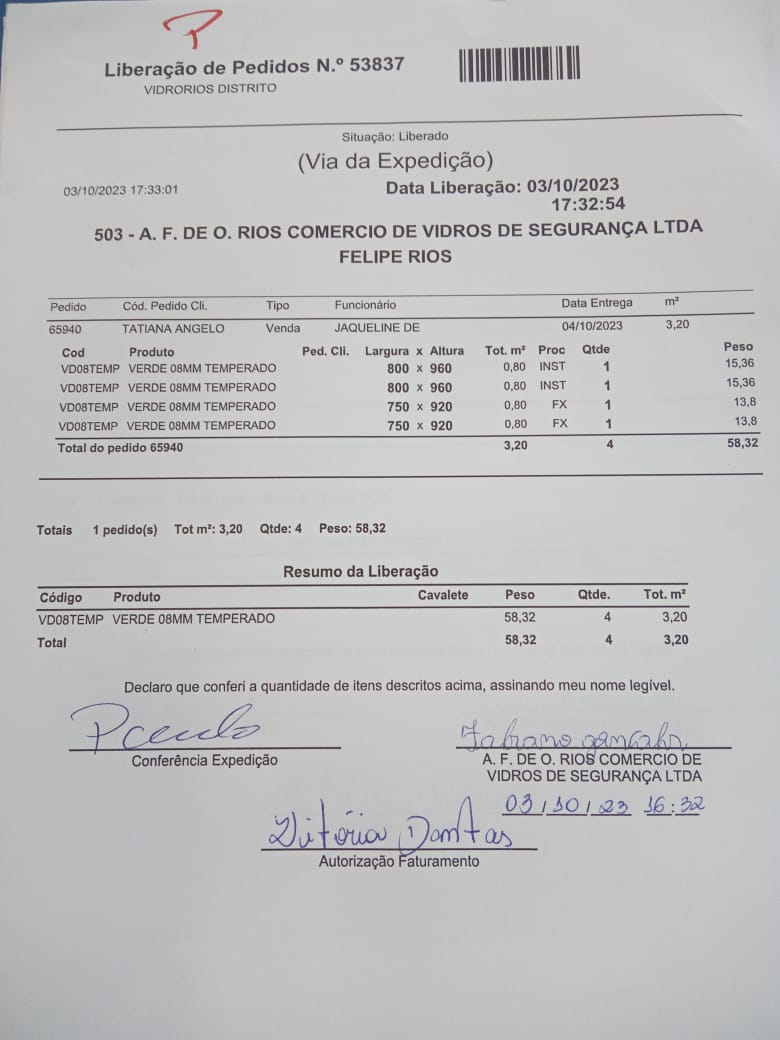 Liberação de Pedidos N.º 53837
VIDRORIOS DISTRITO
Situação: Liberado
(Via da Expedição)
03/10/2023 17:33:01
Data Liberação: 03/10/2023
17:32:54
503 - A. F. DE O. RIOS COMERCIO DE VIDROS DE SEGURANÇA LTDA
FELIPE RIOS
Pedido Cód. Pedido Cli. Tipo Funcionário Data Entrega m²
65940 TATIANA ANGELO Venda JAQUELINE DE 04/10/2023 3,20
Cod Produto Ped. Cli. Largura x Altura Tot. m² Proc Qtde Peso
VD08TEMP VERDE 08MM TEMPERADO 800 x 960 0,80 INST 1 15,36
VD08TEMP VERDE 08MM TEMPERADO 800 x 960 0,80 INST 1 15,36
VD08TEMP VERDE 08MM TEMPERADO 750 x 920 0,80 FX 1 13,8
VD08TEMP VERDE 08MM TEMPERADO 750 x 920 0,80 FX 1 13,8
Total do pedido 65940 3,20 4 58,32
Totais 1 pedido(s) Tot m²: 3,20 Qtde: 4 Peso: 58,32
Resumo da Liberação
Código Produto Cavalete Peso Qtde. Tot. m²
VD08TEMP VERDE 08MM TEMPERADO 58,32 4 3,20
Total 58,32 4 3,20
Declaro que conferi a quantidade de itens descritos acima, assinando meu nome legível.
Fabiano
Conferência Expedição
A. F. DE O. RIOS COMERCIO DE
VIDROS DE SEGURANÇA LTDA
03/10/23 16:32
Vitória Dantas
Autorização Faturamento